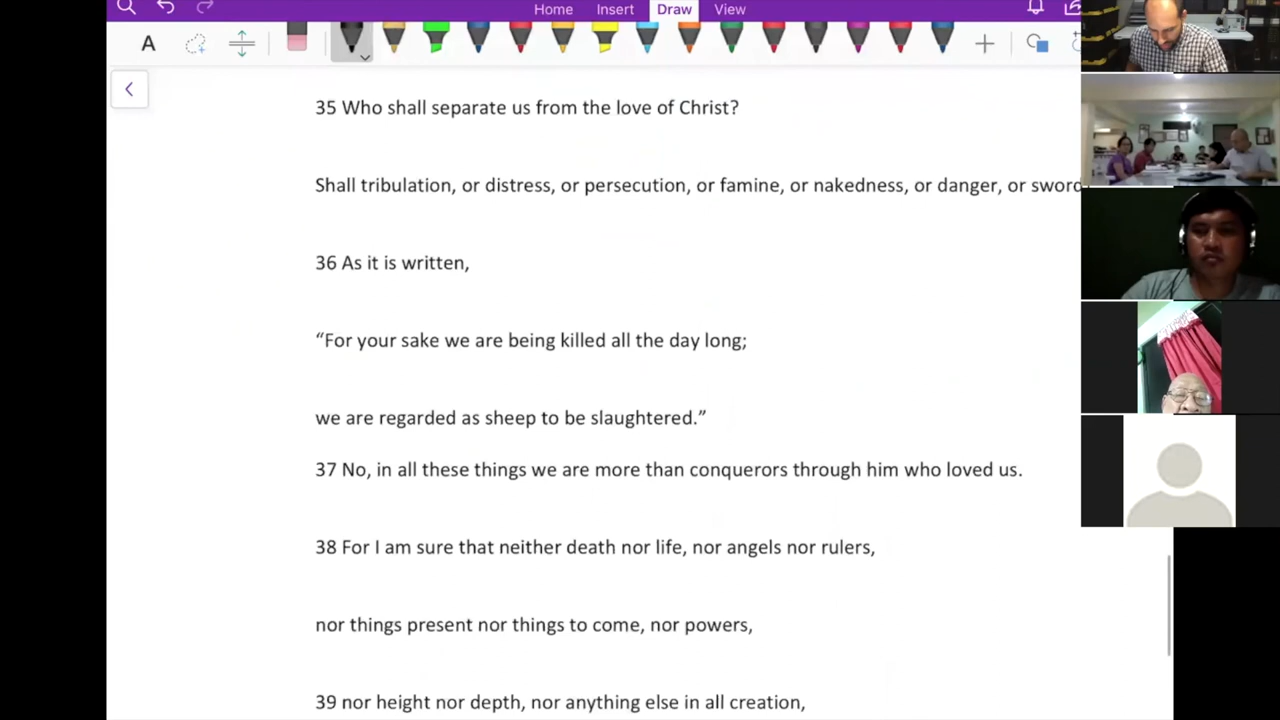 Home Insert Draw View
A
35 Who shall separate us from the love of Christ?
Shall tribulation, or distress, or persecution, or famine, or nakedness, or danger, or sword?
36 As it is written,
“For your sake we are being killed all the day long;
we are regarded as sheep to be slaughtered.”
37 No, in all these things we are more than conquerors through him who loved us.
38 For I am sure that neither death nor life, nor angels nor rulers,
nor things present nor things to come, nor powers,
39 nor height nor depth, nor anything else in all creation,